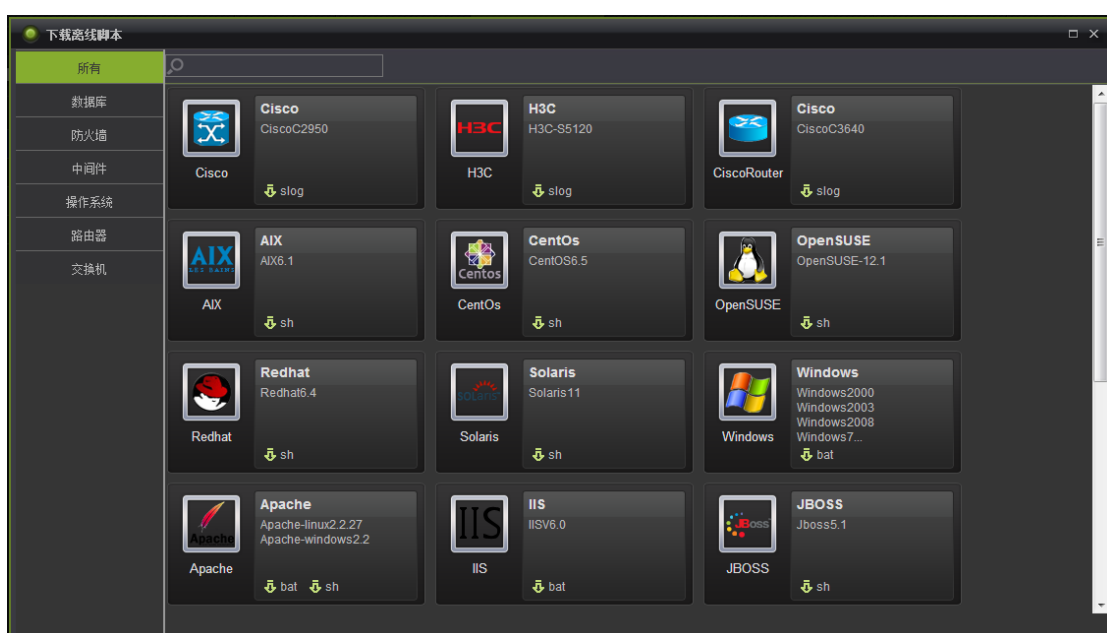 下载离线脚本
所有
数据库
防火墙
中间件
操作系统
路由器
交换机
Cisco
Cisco
CiscoC2950
slog
H3C
H3C
H3C
H3C-S5120
slog
CiscoRouter
Cisco
CiscoC3640
slog
AIX
AIX
AIX
AIX6.1
sh
Centos
CentOs
CentOs
CentOS6.5
sh
OpenSUSE
OpenSUSE
OpenSUSE-12.1
sh
Redhat
Redhat
Redhat6.4
sh
SOLaris
Solaris
Solaris
Solaris11
sh
Windows
Windows
Windows2000
Windows2003
Windows2008
Windows7...
bat
Apache
Apache
Apache
Apache-linux2.2.27
Apache-windows2.2
bat sh
IIS
IIS
IIS
IISV6.0
bat
JBoss
JBOSS
JBOSS
Jboss5.1
sh